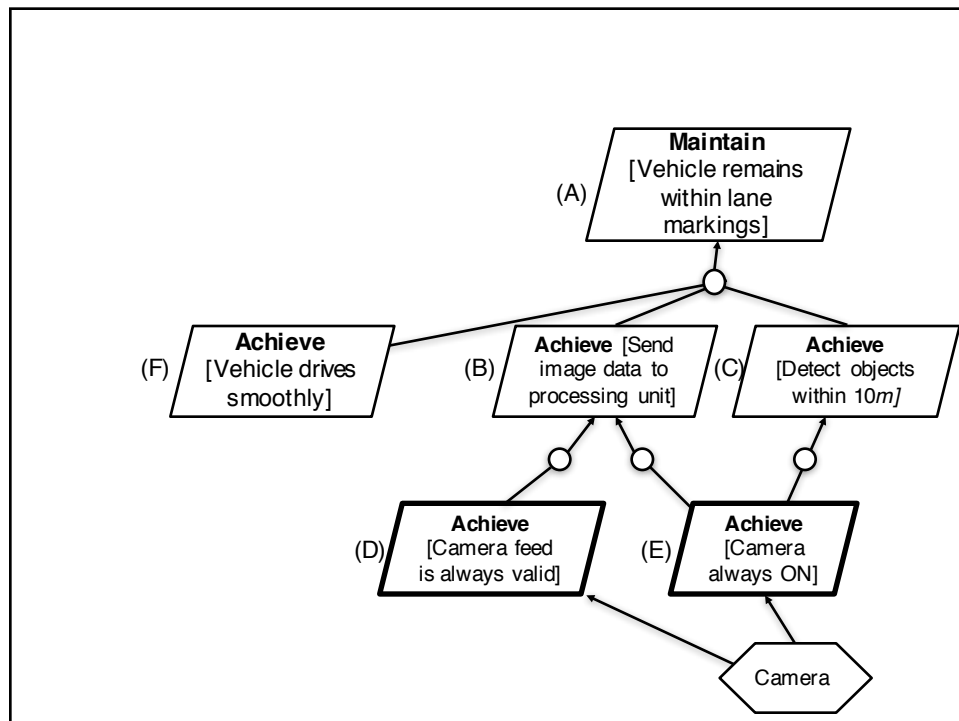 Maintain
[Vehicle remains
within lane
markings]
(A)
Achieve
[Vehicle drives
smoothly]
(F)
Achieve [Send
image data to
processing unit]
(B)
Achieve
[Detect objects
within 10m]
(C)
Achieve
[Camera feed
is always valid]
(D)
Achieve
[Camera
always ON]
(E)
Camera